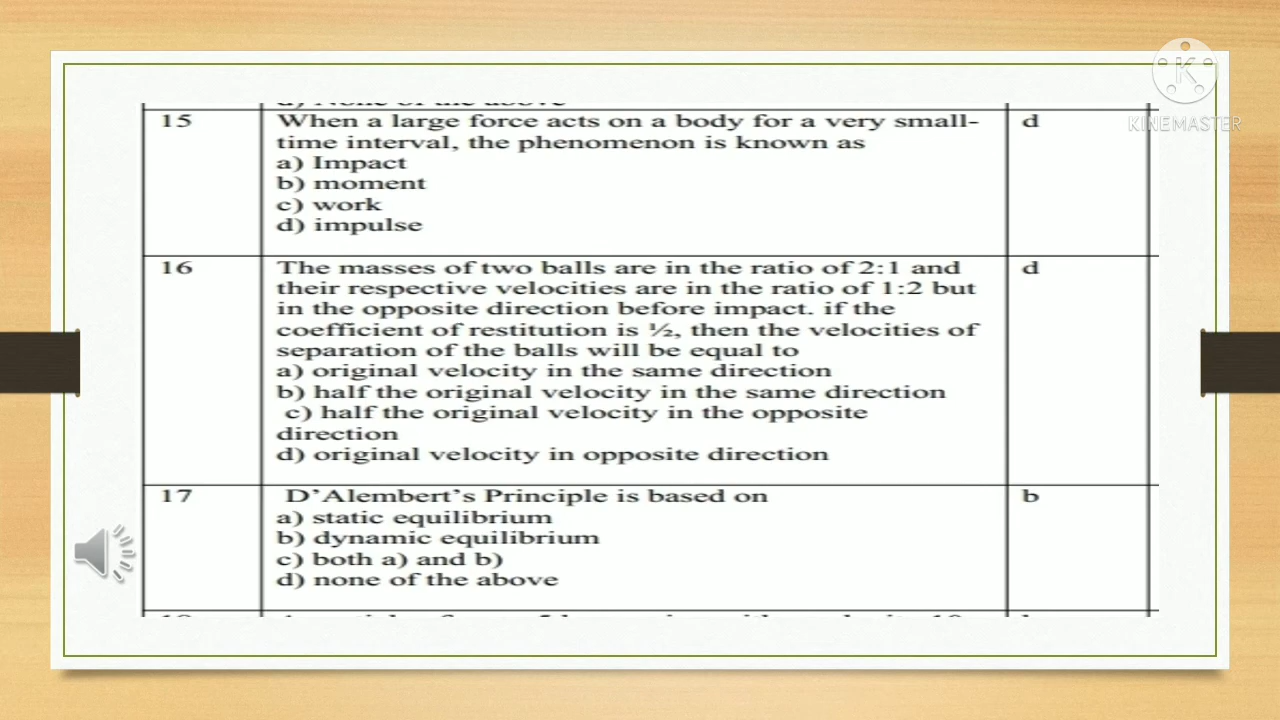 KINEMASTER
15
When a large force acts on a body for a very small-
time interval, the phenomenon is known as
a) Impact
b) moment
c) work
d) impulse
d
16
The masses of two balls are in the ratio of 2:1 and
their respective velocities are in the ratio of 1:2 but
in the opposite direction before impact. if the
coefficient of restitution is ½, then the velocities of
separation of the balls will be equal to
a) original velocity in the same direction
b) half the original velocity in the same direction
c) half the original velocity in the opposite
direction
d) original velocity in opposite direction
d
17
D’Alembert’s Principle is based on
a) static equilibrium
b) dynamic equilibrium
c) both a) and b)
d) none of the above
b